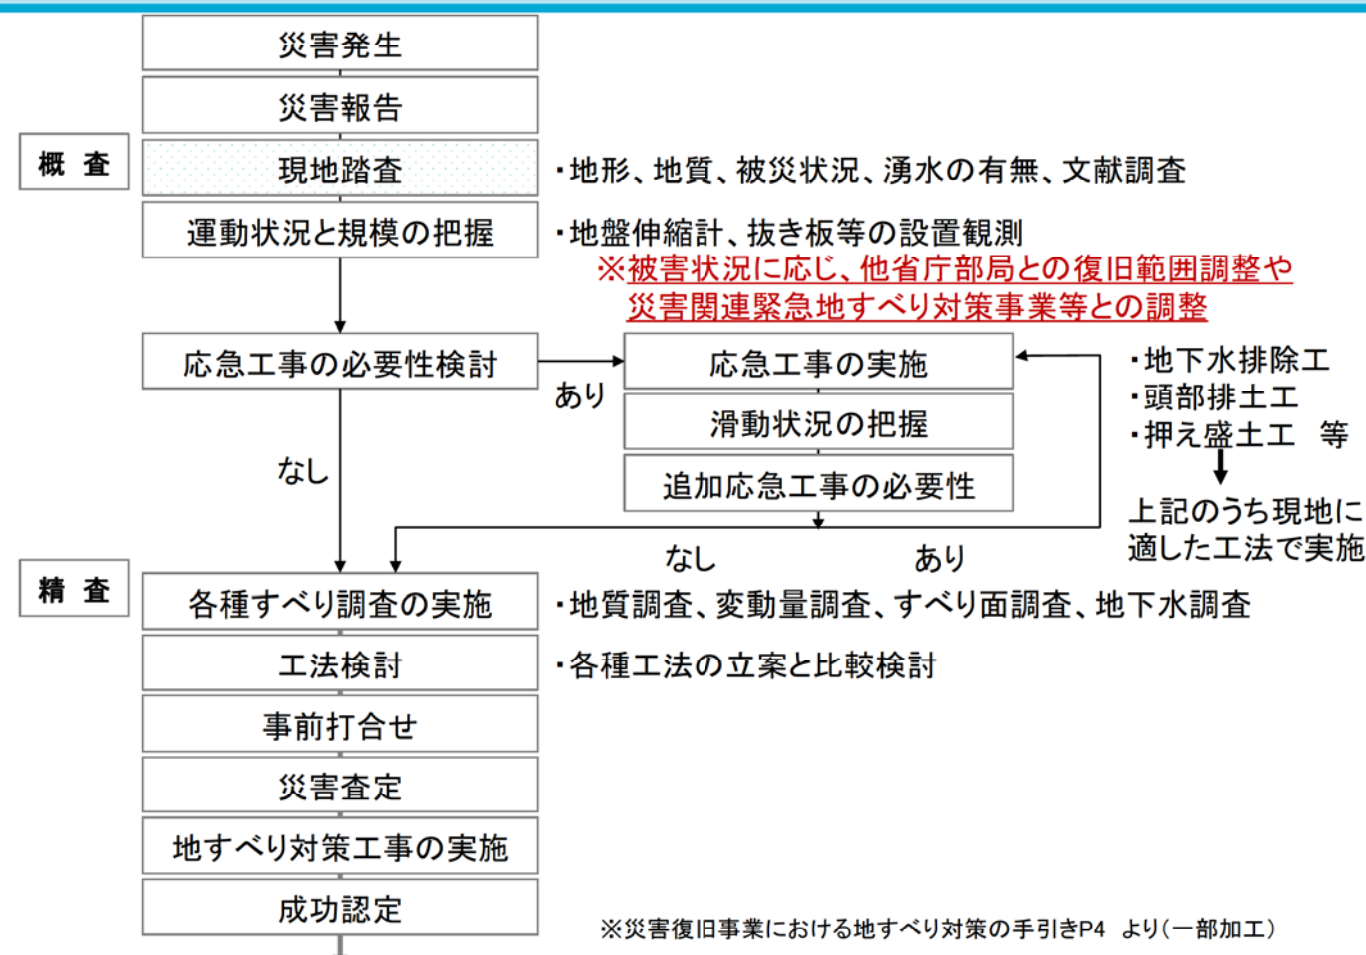 災害発生
災害報告
概 査
現地踏査
・地形、地質、被災状況、湧水の有無、文献調査
運動状況と規模の把握
・地盤伸縮計、抜き板等の設置観測
※被害状況に応じ、他省庁部局との復旧範囲調整や
災害関連緊急地すべり対策事業等との調整
応急工事の必要性検討
あり
なし
応急工事の実施
滑動状況の把握
追加応急工事の必要性
なし
あり
・地下水排除工
・頭部排土工
・押え盛土工 等
上記のうち現地に
適した工法で実施
精 査
各種すべり調査の実施
・地質調査、変動量調査、すべり面調査、地下水調査
工法検討
・各種工法の立案と比較検討
事前打合せ
災害査定
地すべり対策工事の実施
成功認定
※災害復旧事業における地すべり対策の手引きP4 より(一部加工)